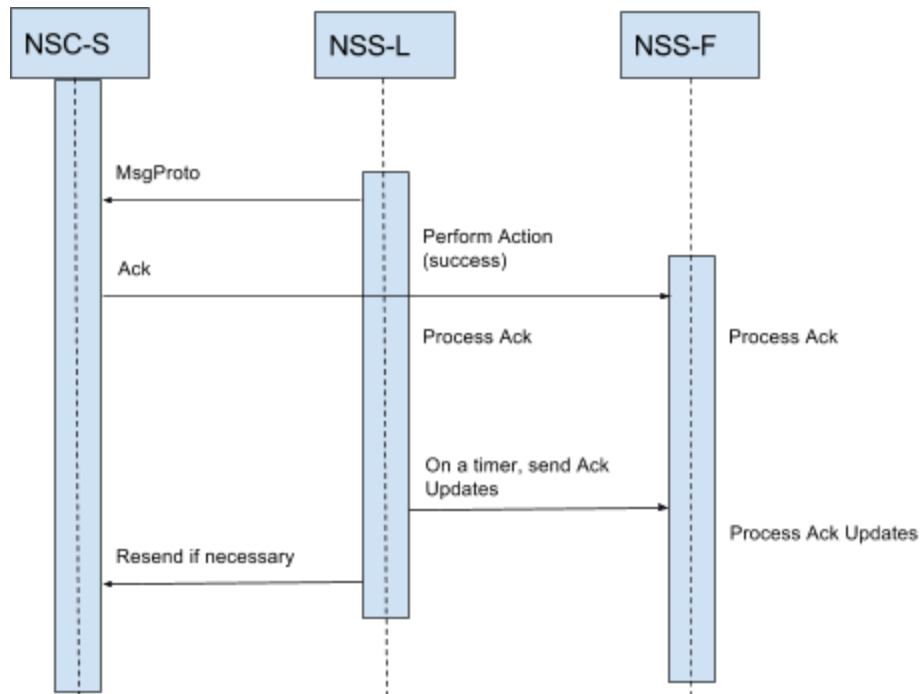 NSC-S
NSS-L
NSS-F
MsgProto
Perform Action
(success)
Ack
Process Ack
Process Ack
On a timer, send Ack
Updates
Process Ack Updates
Resend if necessary